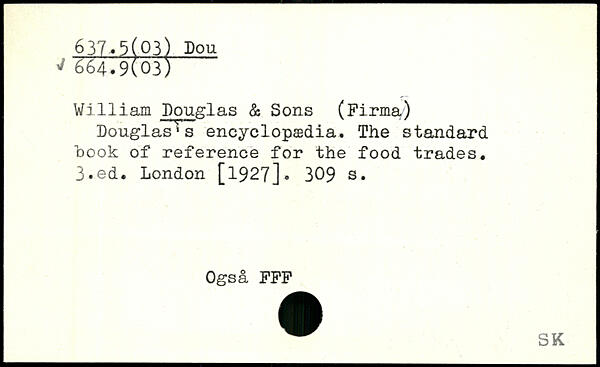 637.5(03) Dou
✓ 664.9(03)
William Douglas & Sons (Firma)
Douglas's encyclopædia. The standard
book of reference for the food trades.
3.ed. London [1927]. 309 s.
Også FFF
SK